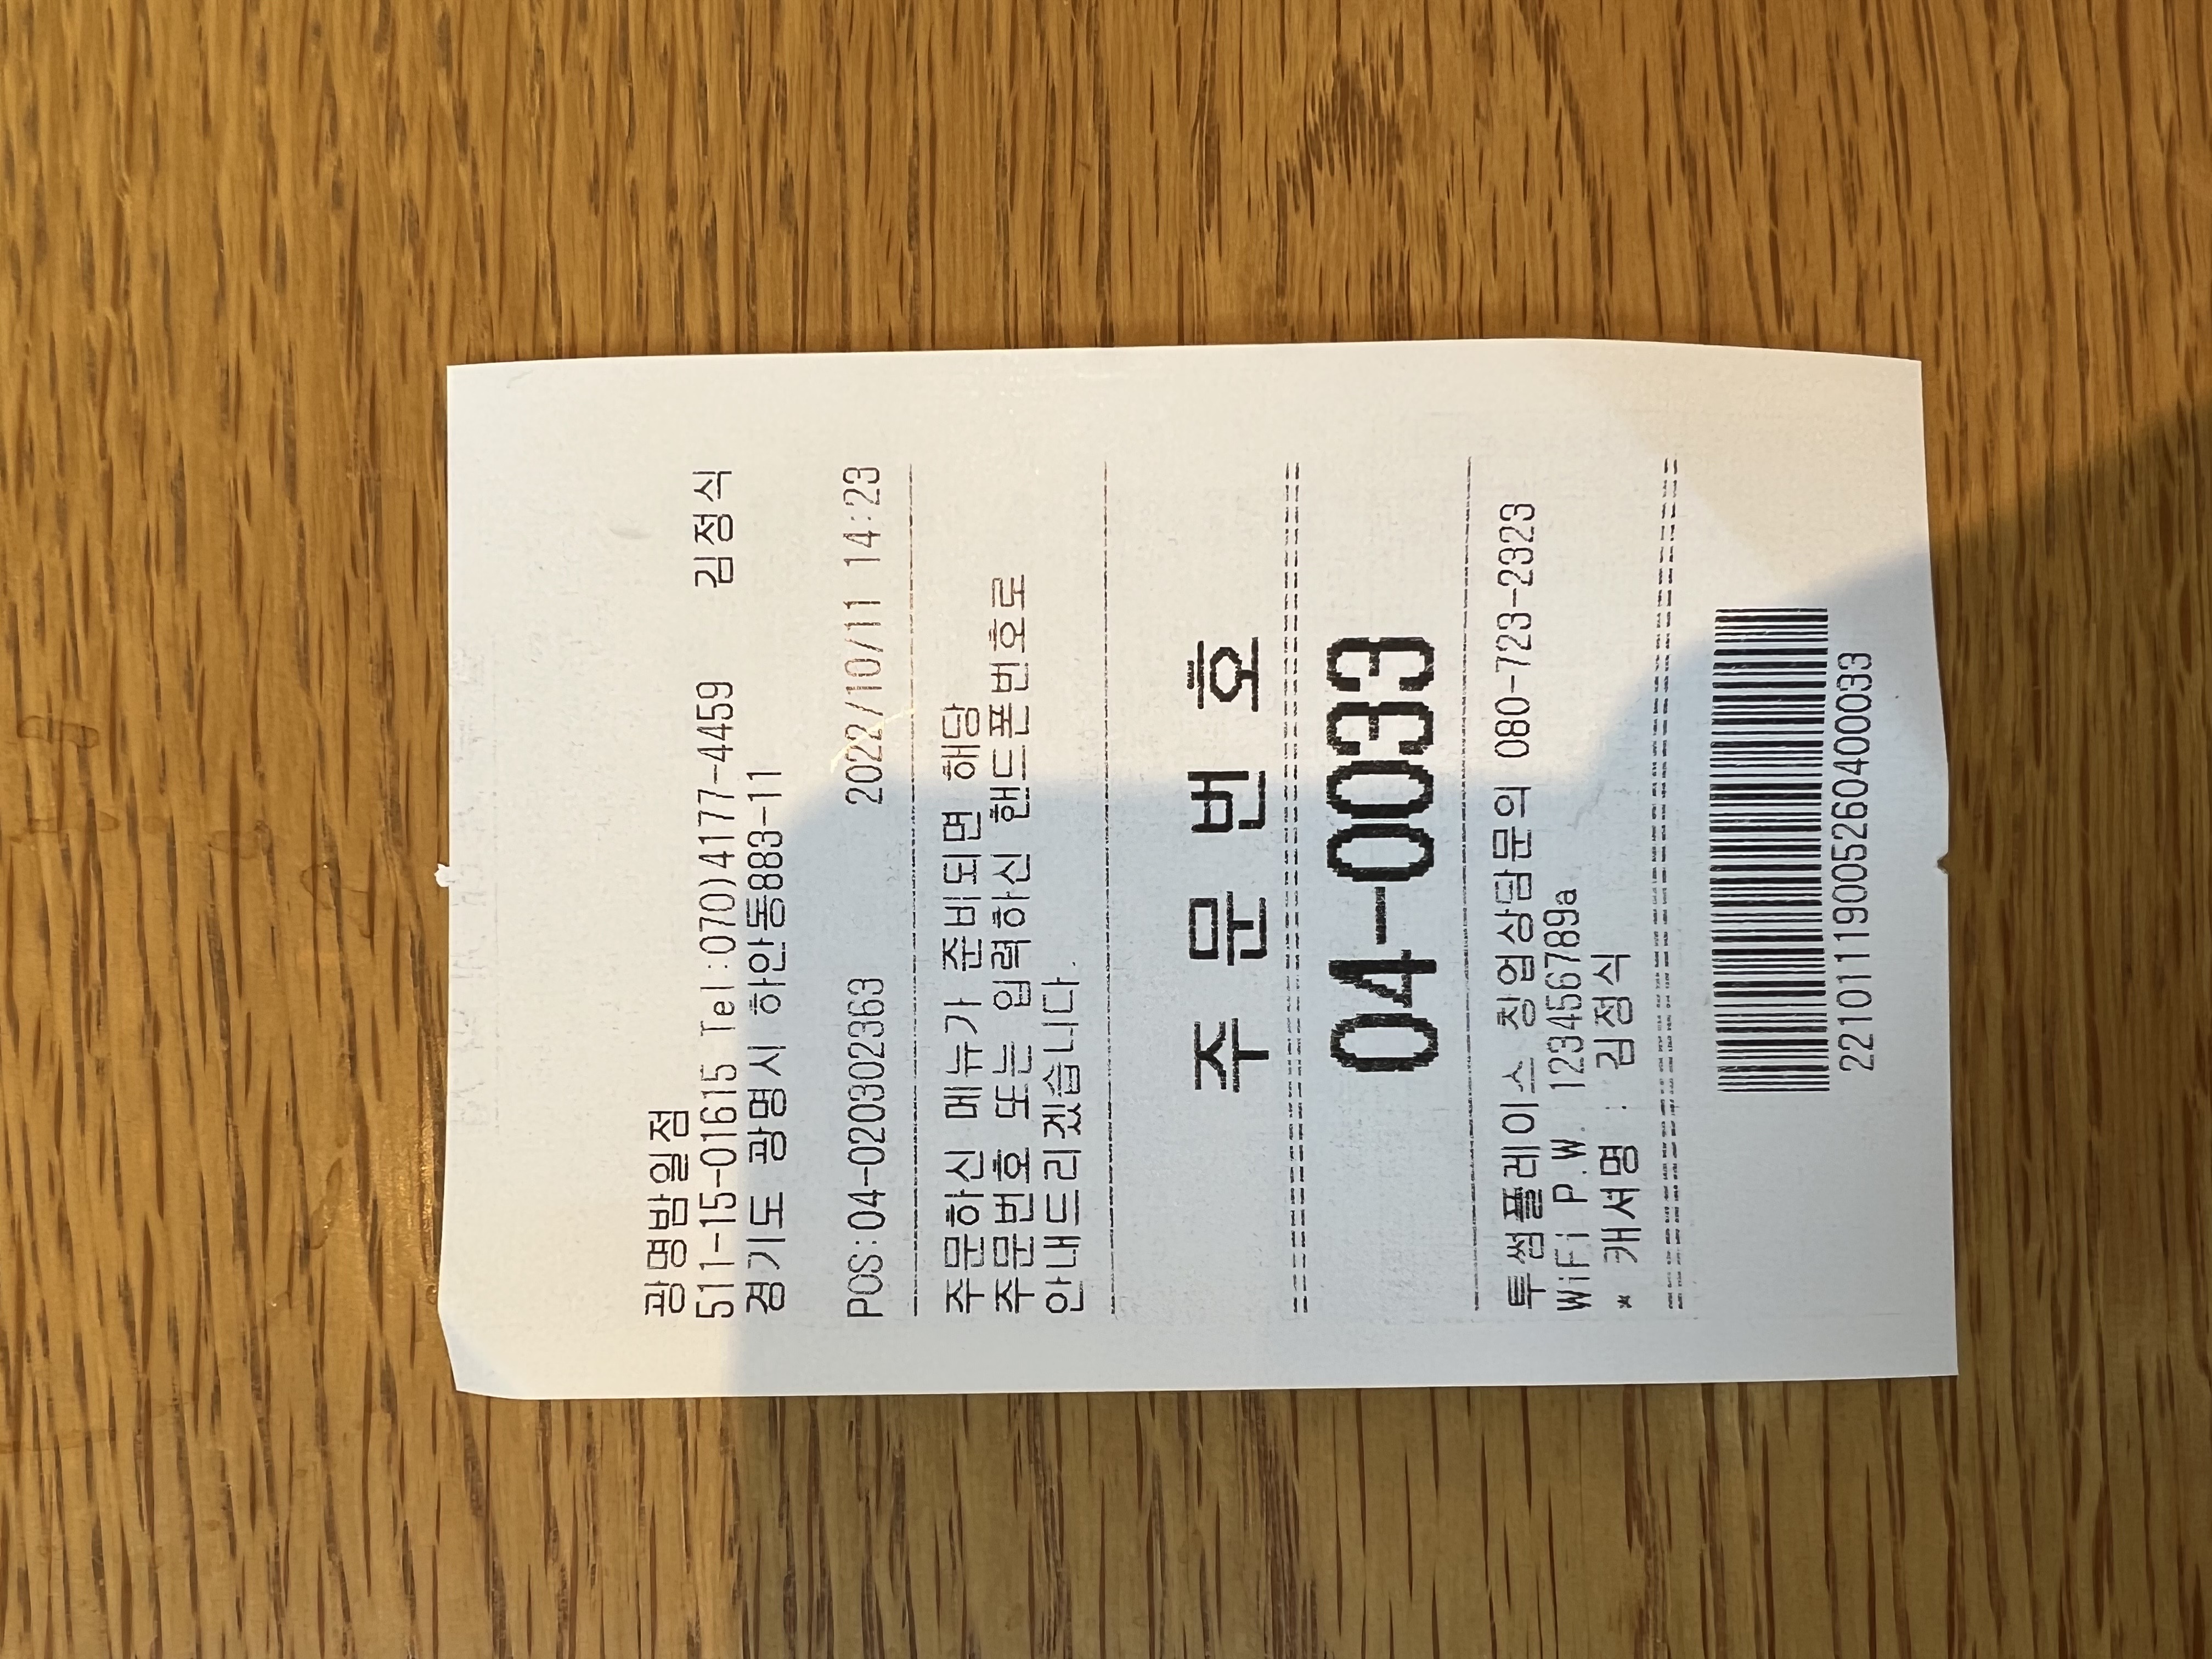 광명밤일점
511-15-01615 Tel:070)4177-4459 김정식
경기도 광명시 하안동883-11
POS:04-020302363 2022/10/11 14:23
주문하신 메뉴가 준비되면 해당
주문번호 또는 입력하신 핸드폰번호로
안내드리겠습니다.
주 문 번 호
04-0033
투썸플레이스 창업상담문의 080-723-2323
WiFi P.W. 123456789a
* 캐셔명 : 김정식
22101119005260400033